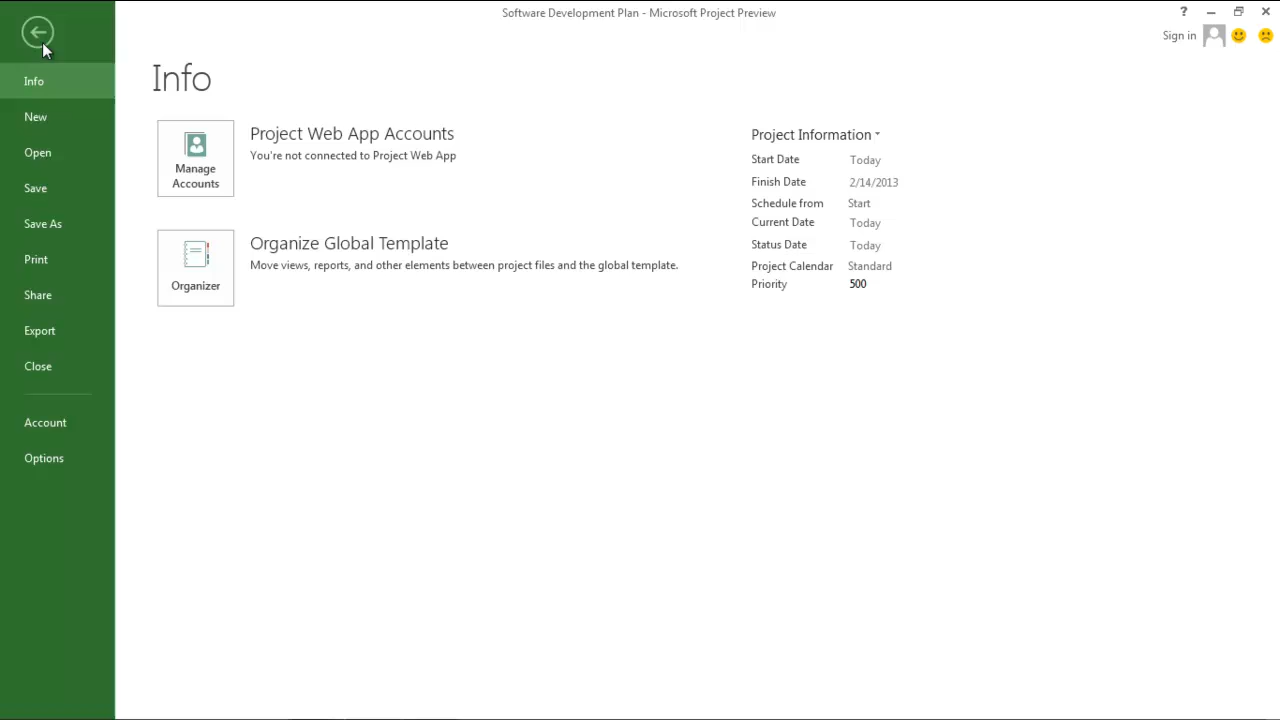 Software Development Plan - Microsoft Project Preview
?
Sign in
Info
New
Open
Save
Save As
Print
Share
Export
Close
Account
Options
Info
Manage
Accounts
Project Web App Accounts
You're not connected to Project Web App
Organizer
Organize Global Template
Move views, reports, and other elements between project files and the global template.
Project Information
Start Date Today
Finish Date 2/14/2013
Schedule from Start
Current Date Today
Status Date Today
Project Calendar Standard
Priority 500